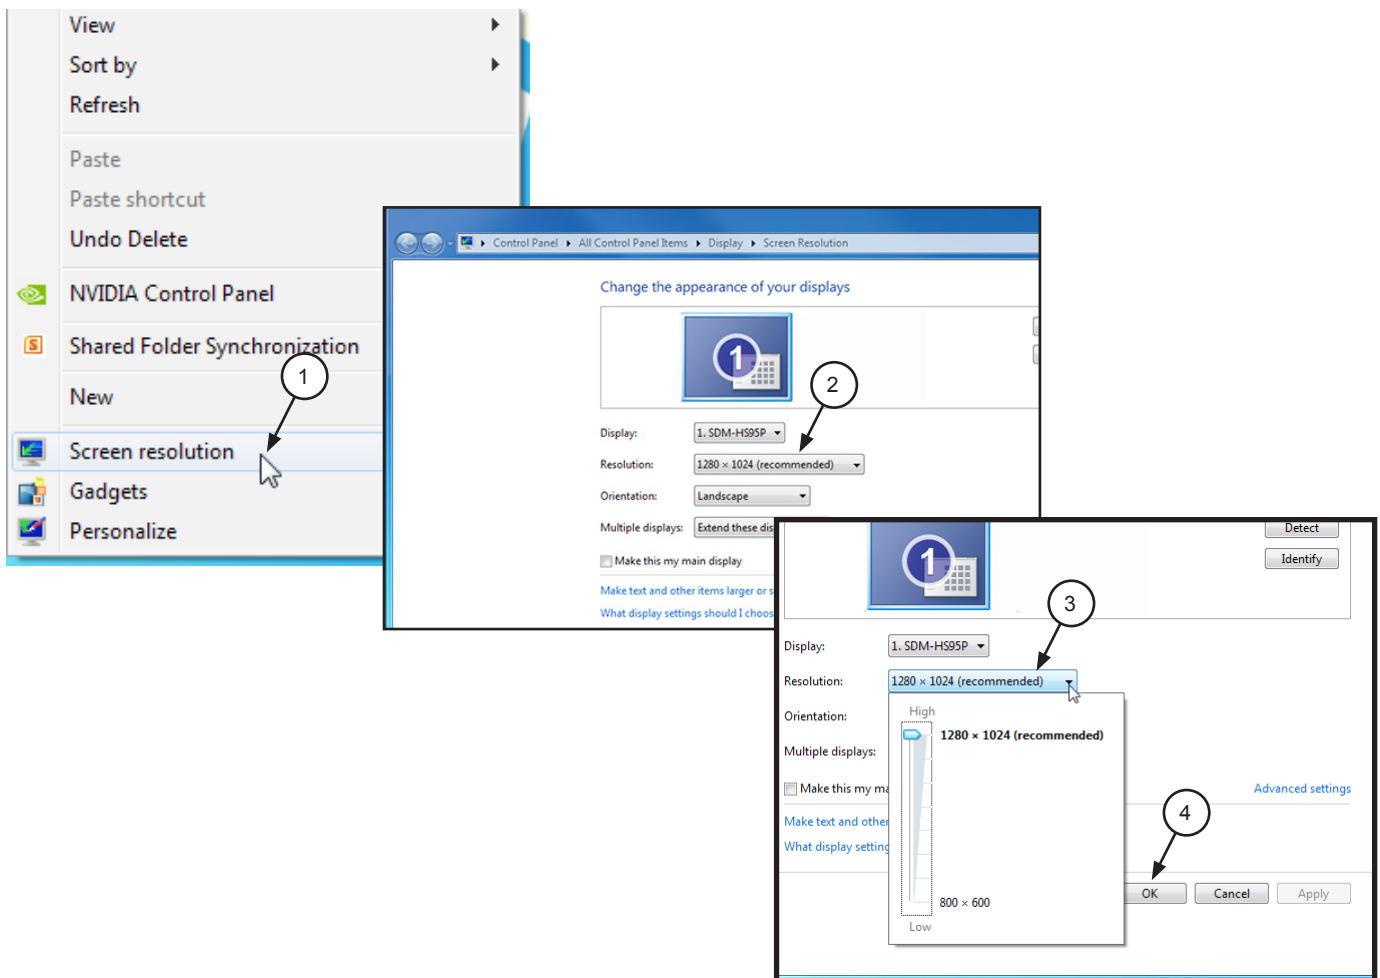 View
Sort by
Refresh
Paste
Paste shortcut
Undo Delete
NVIDIA Control Panel
S
Shared Folder Synchronization
1
New
Screen resolution
Gadgets
Personalize
Control Panel All Control Panel Items Display Screen Resolution
Change the appearance of your displays
1
2
Display: 1. SDM-HS95P
Resolution: 1280 × 1024 (recommended)
Orientation: Landscape
Multiple displays: Extend these dis
Make this my main display
Make text and other items larger or s
What display settings should I choos
Detect
1
Identify
3
Display: 1. SDM-HS95P
Resolution: 1280 × 1024 (recommended)
High
Orientation:
1280 × 1024 (recommended)
Multiple displays:
Make this my ma
Advanced settings
4
Make text and other
What display setting
OK Cancel Apply
800 × 600
Low